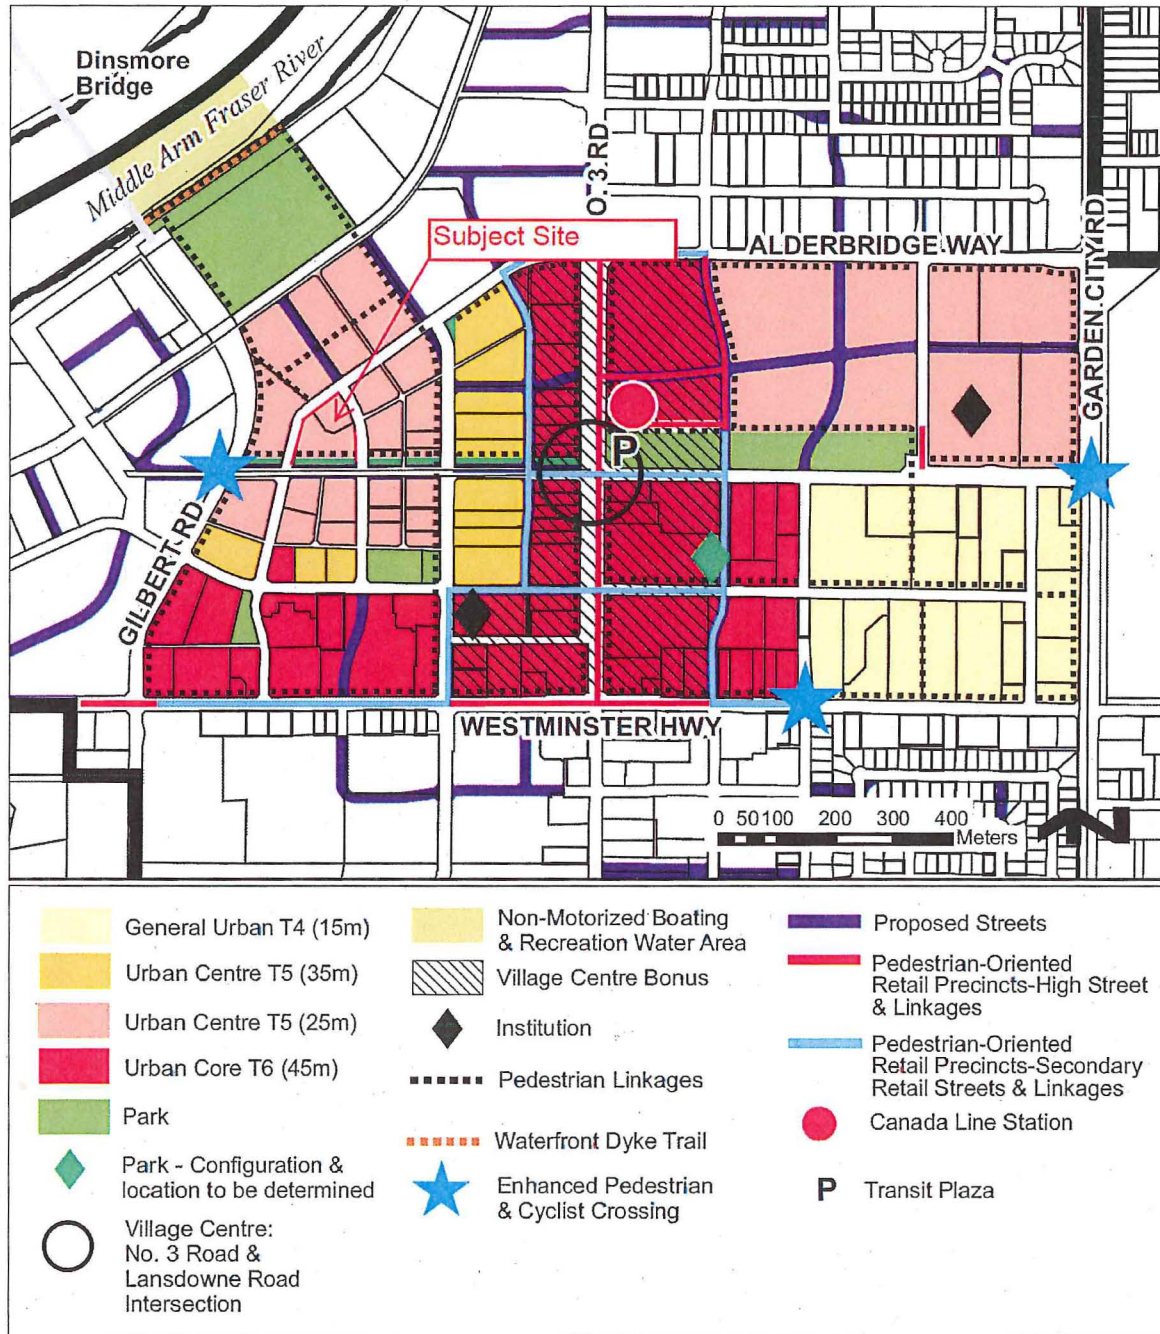 Dinsmore
Bridge
Middle Arm Fraser River
O. 3 RD
Subject Site
ALDERBRIDGE WAY
GARDEN CITY RD
P
GILBERT RD
WESTMINSTER HWY
0 50 100 200 300 400
Meters
General Urban T4 (15m)
Urban Centre T5 (35m)
Urban Centre T5 (25m)
Urban Core T6 (45m)
Park
Park - Configuration &
location to be determined
Village Centre:
No. 3 Road &
Lansdowne Road
Intersection
Non-Motorized Boating
& Recreation Water Area
Village Centre Bonus
Institution
Pedestrian Linkages
Waterfront Dyke Trail
Enhanced Pedestrian
& Cyclist Crossing
Proposed Streets
Pedestrian-Oriented
Retail Precincts-High Street
& Linkages
Pedestrian-Oriented
Retail Precincts-Secondary
Retail Streets & Linkages
Canada Line Station
P Transit Plaza